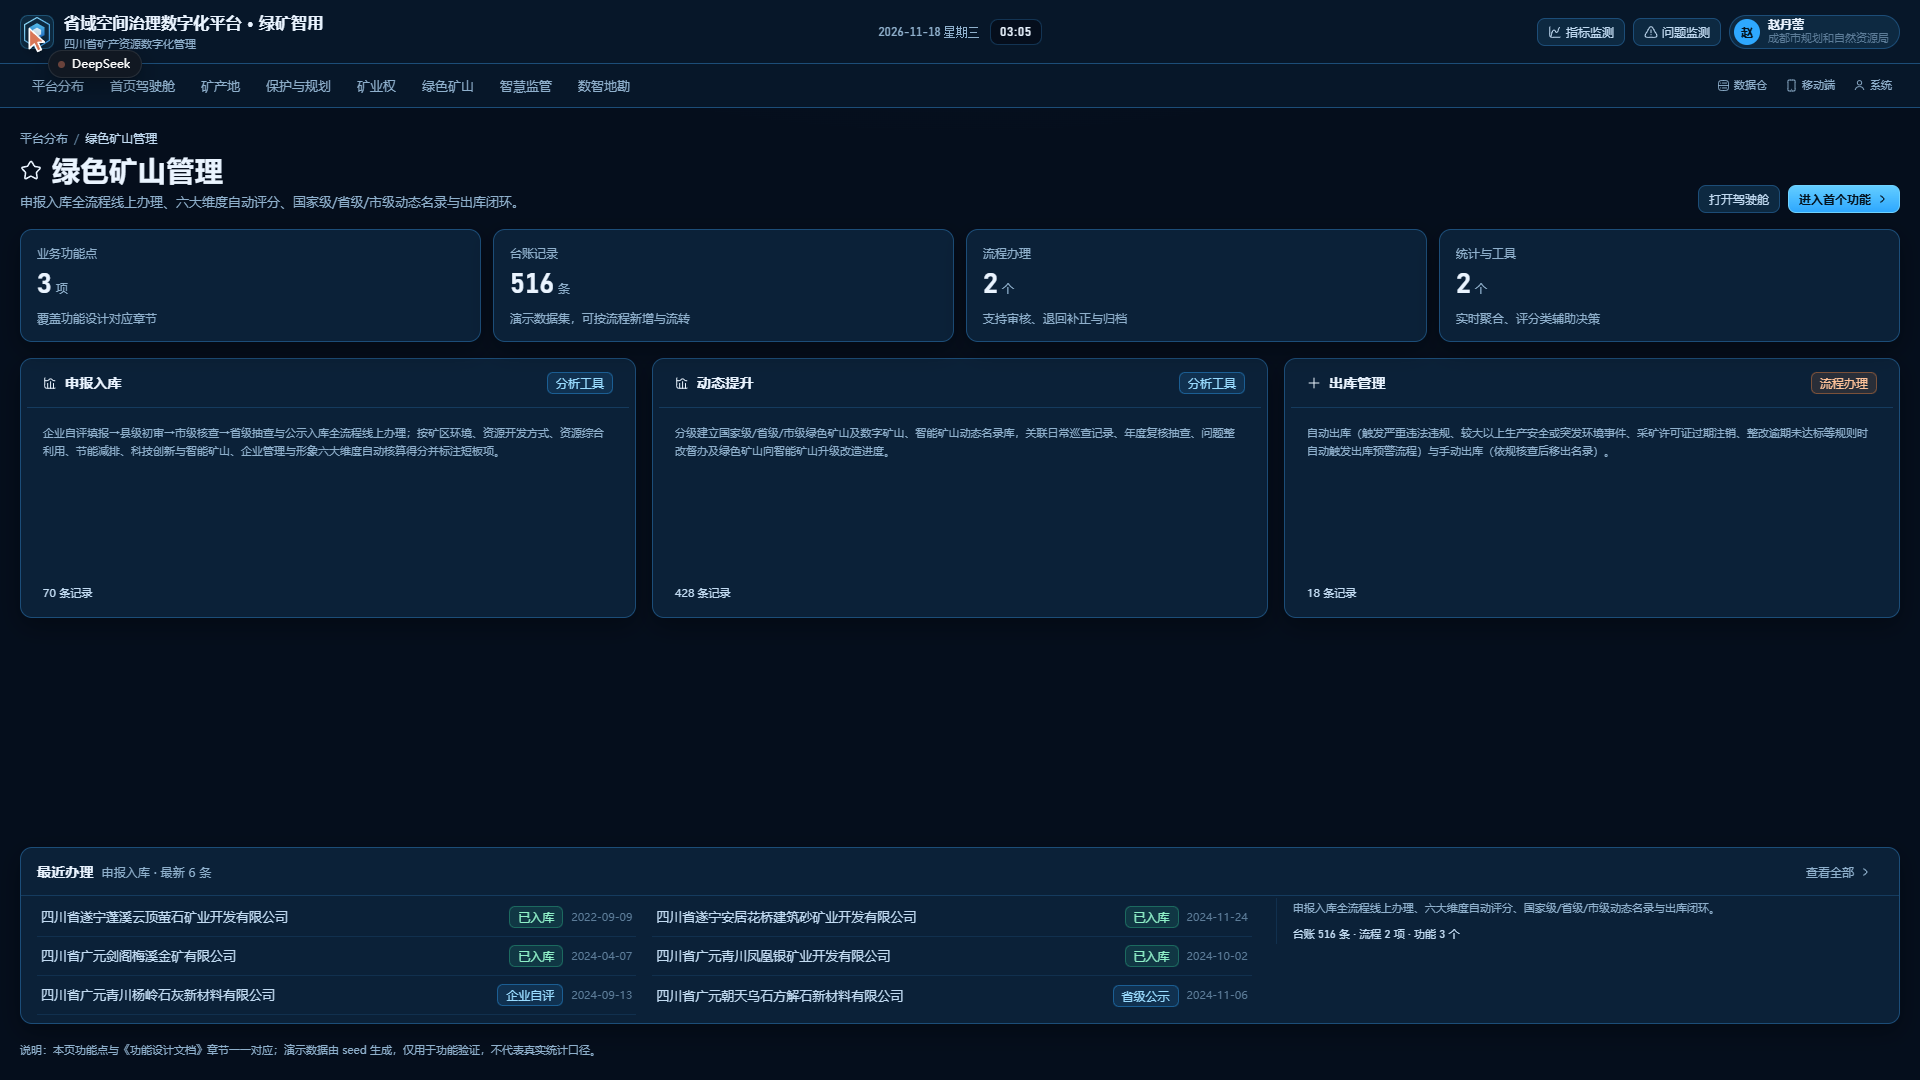 省域空间治理数字化平台 • 绿矿智用
四川省矿产资源数字化管理
DeepSeek
2026-11-18 星期三
03:05
指标监测
问题监测
赵
赵丹蕾
成都市规划和自然资源局
平台分布
首页驾驶舱
矿产地
保护与规划
矿业权
绿色矿山
智慧监管
数智地勘
数据仓
移动端
系统
平台分布 / 绿色矿山管理
绿色矿山管理
申报入库全流程线上办理、六大维度自动评分、国家级/省级/市级动态名录与出库闭环。
打开驾驶舱
进入首个功能
业务功能点
3 项
覆盖功能设计对应章节
台账记录
516 条
演示数据集，可按流程新增与流转
流程办理
2 个
支持审核、退回补正与归档
统计与工具
2 个
实时聚合、评分类辅助决策
申报入库
分析工具
企业自评填报→县级初审→市级核查→省级抽查与公示入库全流程线上办理；按矿区环境、资源开发方式、资源综合
利用、节能减排、科技创新与智能矿山、企业管理与形象六大维度自动核算得分并标注短板项。
70 条记录
动态提升
分析工具
分级建立国家级/省级/市级绿色矿山及数字矿山、智能矿山动态名录库，关联日常巡查记录、年度复核抽查、问题整
改督办及绿色矿山向智能矿山升级改造进度。
428 条记录
出库管理
流程办理
自动出库（触发严重违法违规、较大以上生产安全或突发环境事件、采矿许可证过期注销、整改逾期未达标等规则时
自动触发出库预警流程）与手动出库（依规核查后移出名录）。
18 条记录
最近办理 申报入库 · 最新 6 条
查看全部
四川省遂宁蓬溪云顶萤石矿业开发有限公司 已入库 2022-09-09
四川省遂宁安居花桥建筑砂矿业开发有限公司 已入库 2024-11-24
四川省广元剑阁梅溪金矿有限公司 已入库 2024-04-07
四川省广元青川凤凰银矿业开发有限公司 已入库 2024-10-02
四川省广元青川杨岭石灰新材料有限公司 企业自评 2024-09-13
四川省广元朝天乌石方解石新材料有限公司 省级公示 2024-11-06
申报入库全流程线上办理、六大维度自动评分、国家级/省级/市级动态名录与出库闭环。
台账 516 条 · 流程 2 项 · 功能 3 个
说明：本页功能点与《功能设计文档》章节一一对应；演示数据由 seed 生成，仅用于功能验证，不代表真实统计口径。